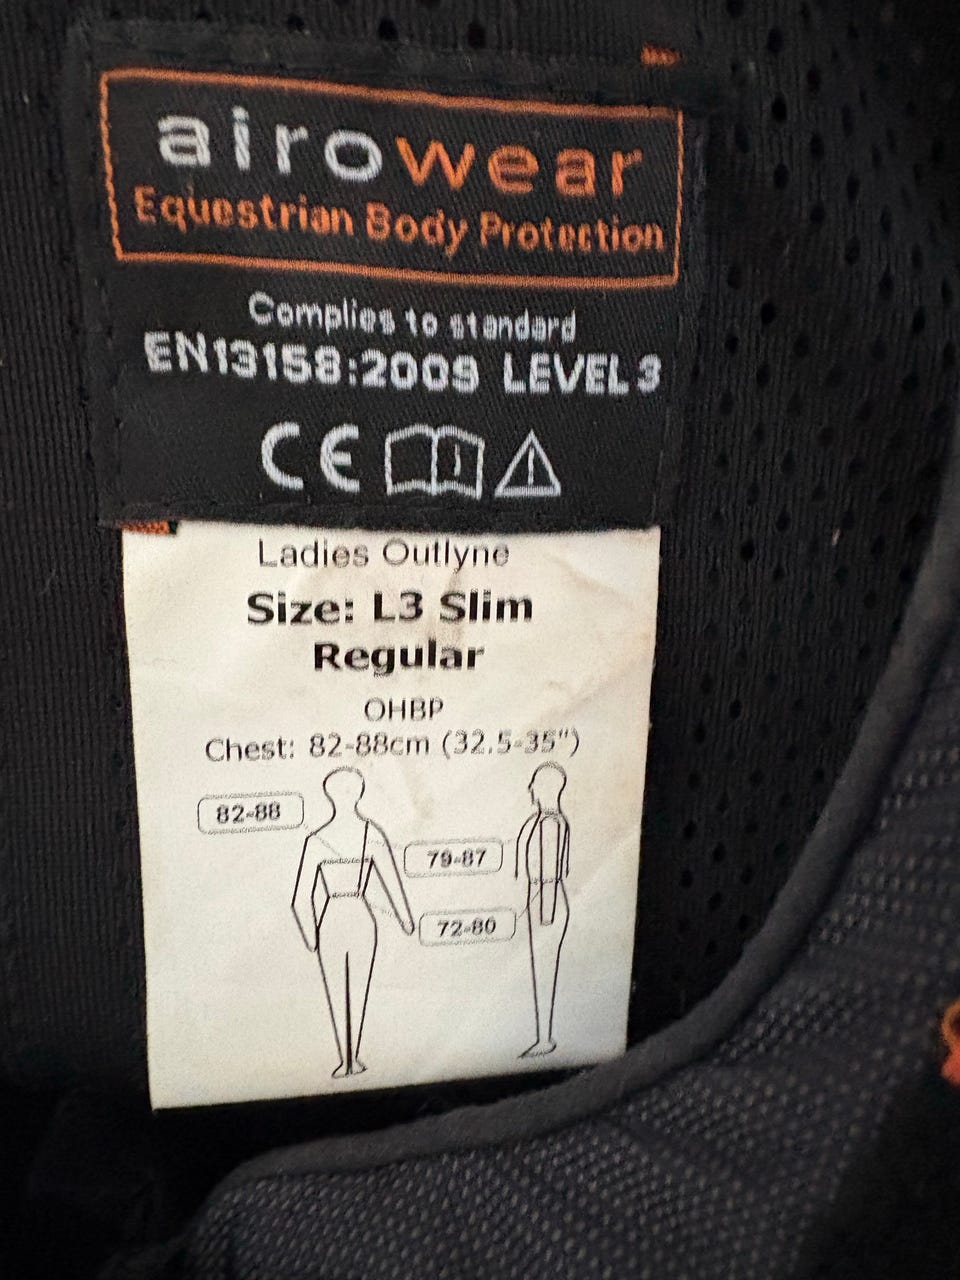 airowear
Equestrian Body Protection
Complies to standard
EN13158:2009 LEVEL 3
CE
Ladies Outlyne
Size: L3 Slim
Regular
OHBP
Chest: 82-88cm (32.5-35")
82-88
79-87
72-80